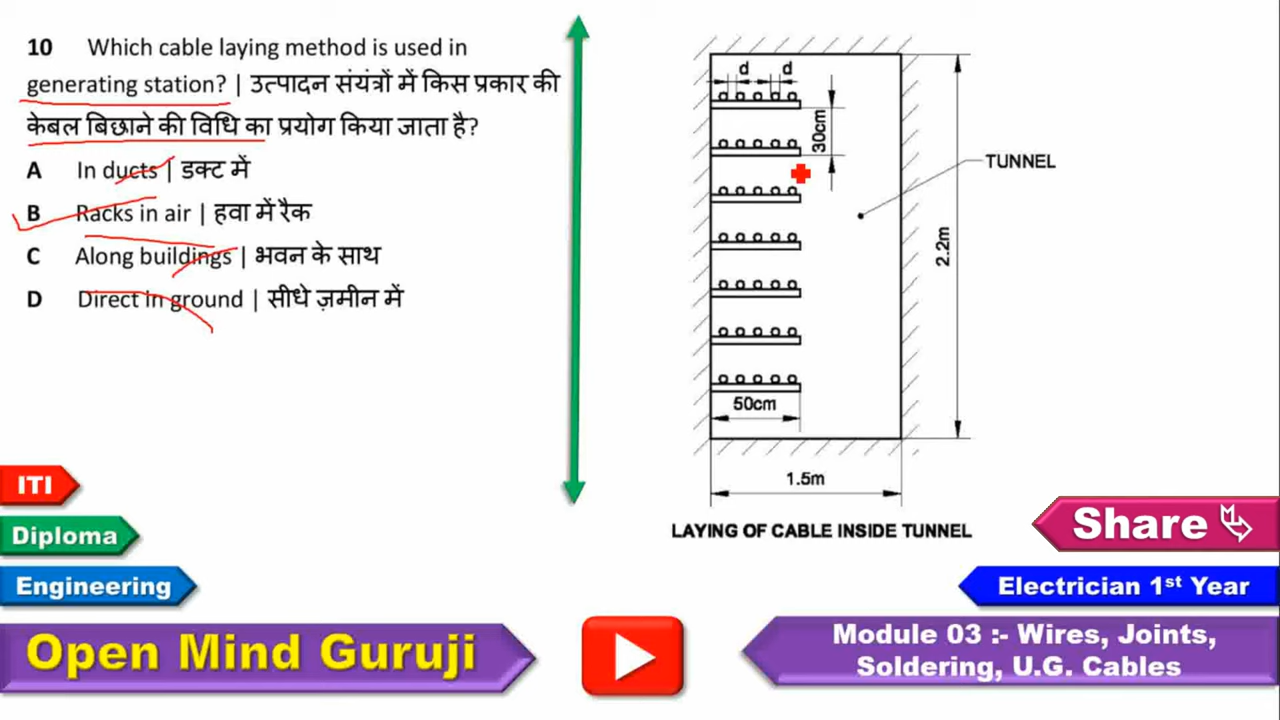 10 Which cable laying method is used in
generating station? | उत्पादन संयंत्रों में किस प्रकार की
केबल बिछाने की विधि का प्रयोग किया जाता है?
A In ducts | डक्ट में
B Racks in air | हवा में रैक
C Along buildings | भवन के साथ
D Direct in ground | सीधे ज़मीन में
d d
30cm
TUNNEL
2.2m
50cm
1.5m
LAYING OF CABLE INSIDE TUNNEL
ITI
Diploma
Engineering
Open Mind Guruji
Share
Electrician 1st Year
Module 03 :- Wires, Joints,
Soldering, U.G. Cables